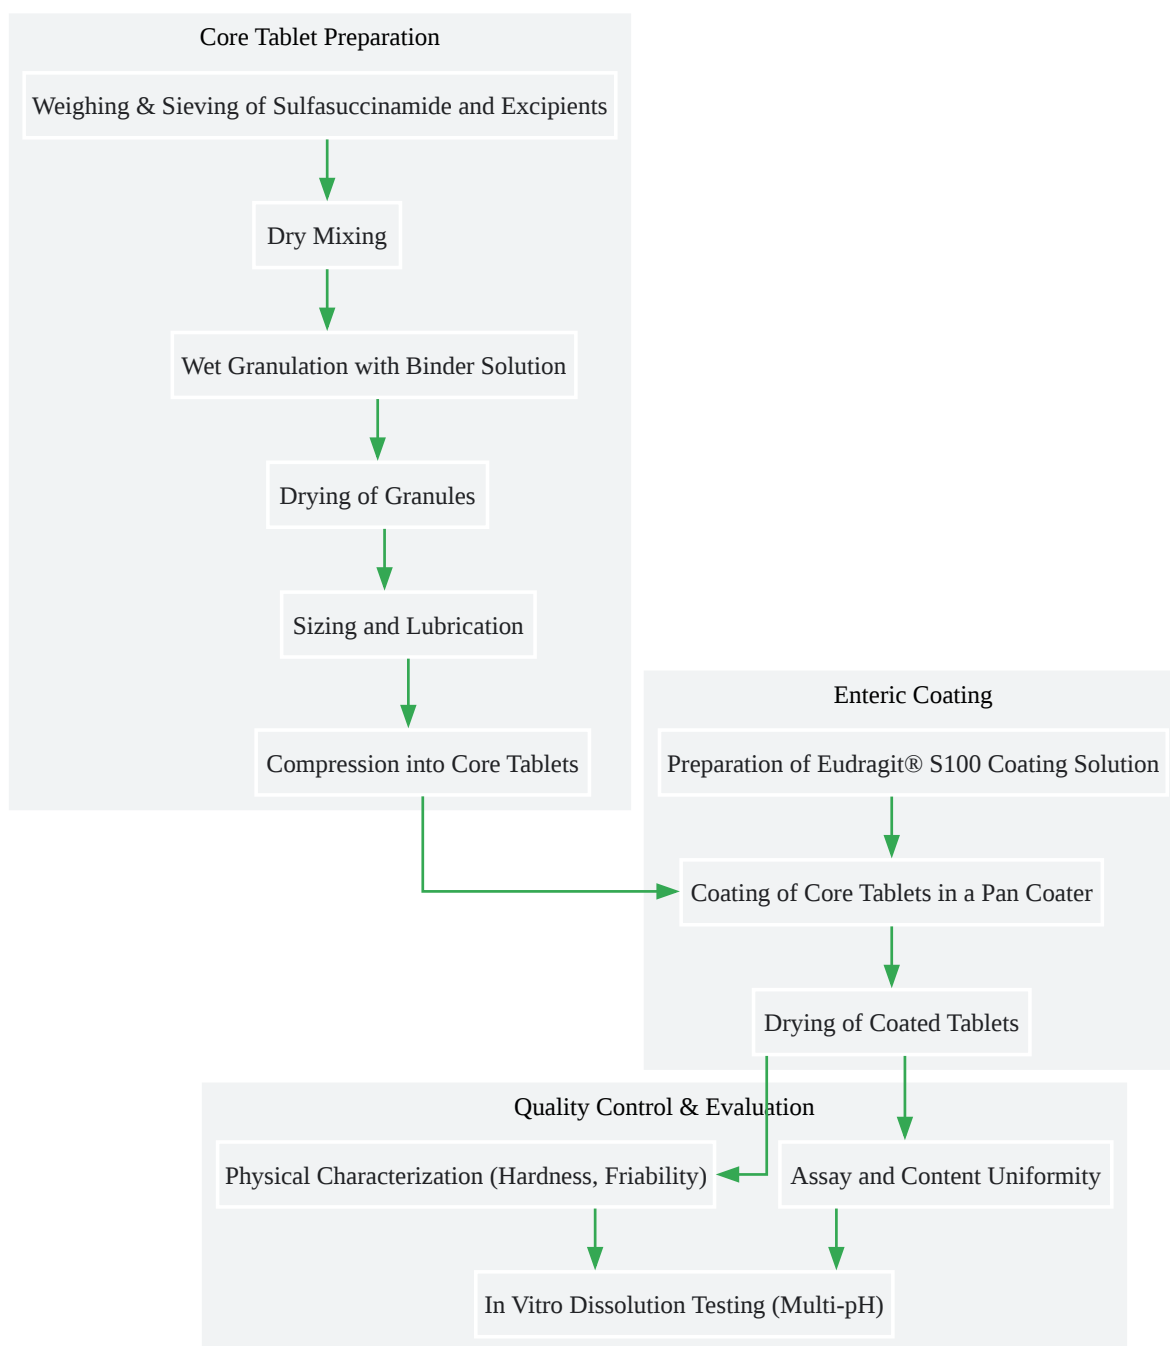 Core Tablet Preparation
Weighing & Sieving of Sulfasuccinamide and Excipients
Dry Mixing
Wet Granulation with Binder Solution
Drying of Granules
Sizing and Lubrication
Compression into Core Tablets
Enteric Coating
Preparation of Eudragit® S100 Coating Solution
Coating of Core Tablets in a Pan Coater
Drying of Coated Tablets
Quality Control & Evaluation
Physical Characterization (Hardness, Friability)
Assay and Content Uniformity
In Vitro Dissolution Testing (Multi-pH)